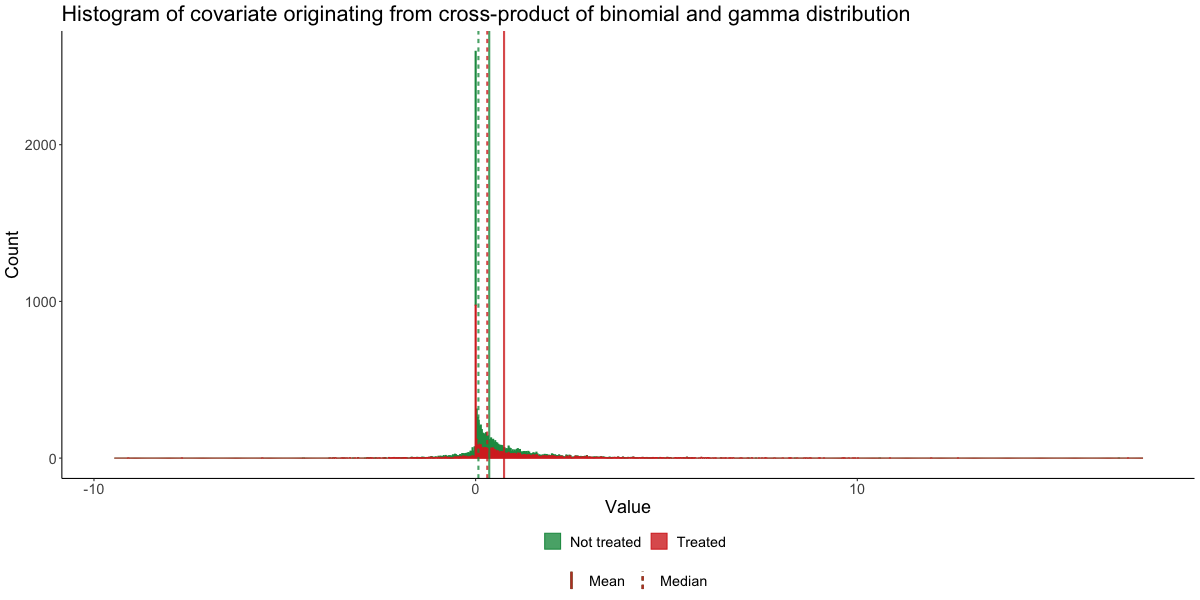 Histogram of covariate originating from cross-product of binomial and gamma distribution
Count
2000
1000
0
-10
0
10
Value
Not treated
Treated
Mean
Median